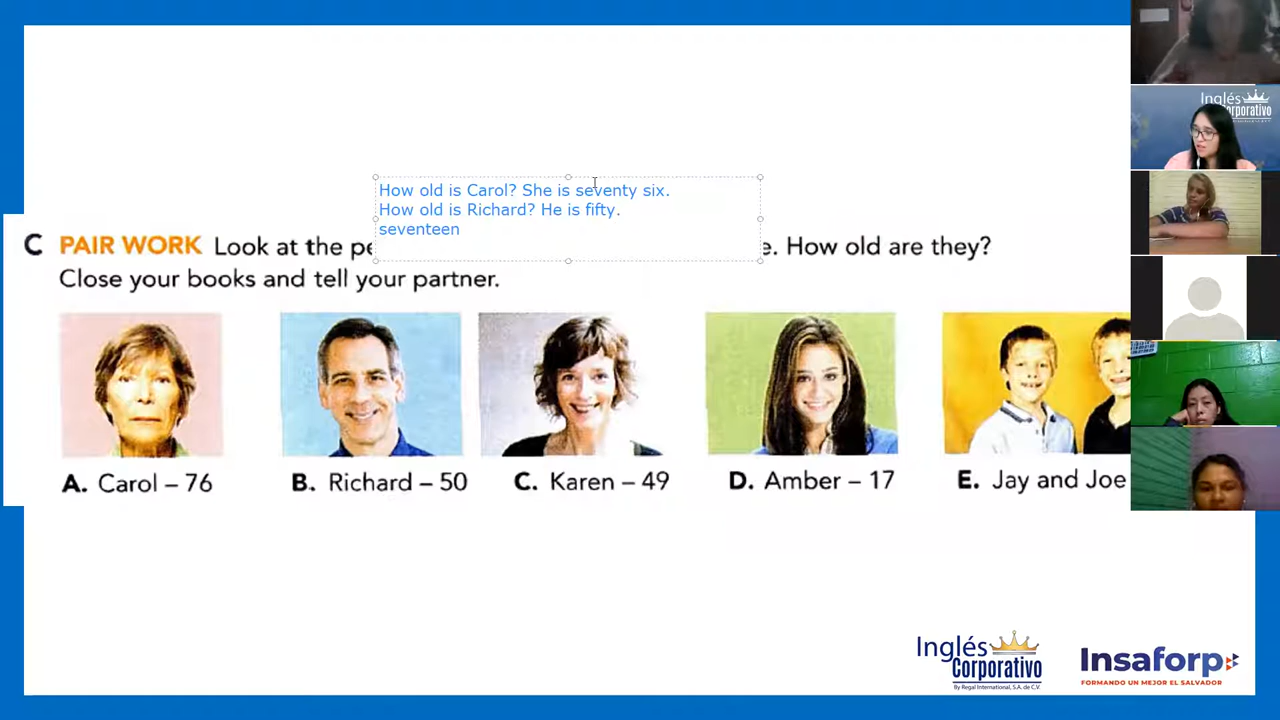 Inglés
Corporativo
How old is Carol? She is seventy six.
How old is Richard? He is fifty.
seventeen
C PAIR WORK Look at the pe e. How old are they?
Close your books and tell your partner.
A. Carol – 76
B. Richard – 50
C. Karen – 49
D. Amber – 17
E. Jay and Joe
Inglés
Corporativo
By Regal International, S.A. de C.V.
Insaforp
FORMANDO UN MEJOR EL SALVADOR